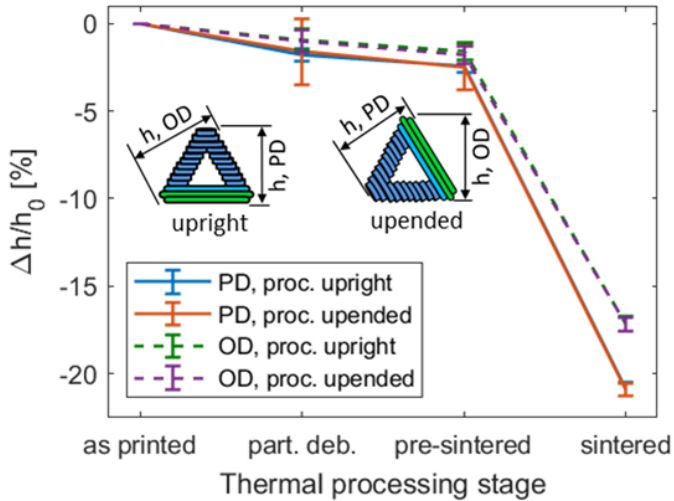 0
-5
-10
-15
-20
Δh/h0 [%]
h, OD
h, PD
upright
h, PD
h, OD
upended
PD, proc. upright
PD, proc. upended
OD, proc. upright
OD, proc. upended
as printed part. deb. pre-sintered sintered
Thermal processing stage